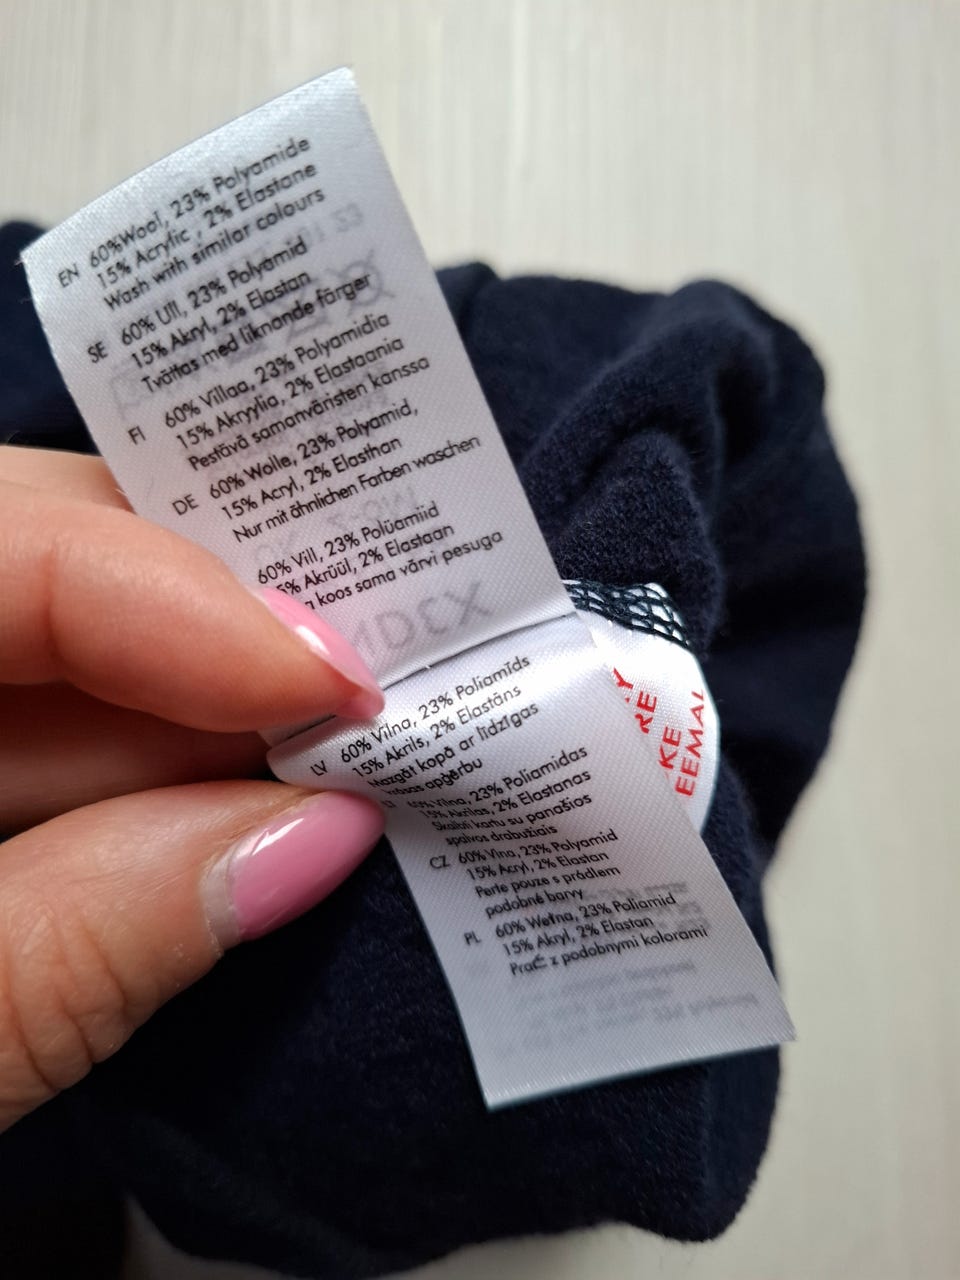 EN 60%Wool, 23% Polyamide
15% Acrylic, 2% Elastane
Wash with similar colours
SE 60% Ull, 23% Polyamid
15% Akryl, 2% Elastan
Tvättas med liknande färger
FI 60% Villaa, 23% Polyamidia
15% Akryylia, 2% Elastaania
Pestävä samanväristen kanssa
DE 60% Wolle, 23% Polyamid,
15% Acryl, 2% Elasthan
Nur mit ähnlichen Farben waschen
60% Vill, 23% Polüamiid
5% Akrüül, 2% Elastaan
koos sama värvi pesuga
LV 60% Vilna, 23% Poliamīds
15% Akrils, 2% Elastāns
Mazgāt kopā ar līdzīgas
krāsas apģērbu
60% Vilna, 23% Poliamidas
15% Akrilas, 2% Elastanas
Skalbti kartu su panašios
spalvos drabužiais
CZ 60% Vlna, 23% Polyamid
15% Acryl, 2% Elastan
Perte pouze s prádlem
podobné barvy
PL 60% Wełna, 23% Poliamid
15% Akryl, 2% Elastan
Prać z podobnymi kolorami
Y
RE
KE
EEMAL